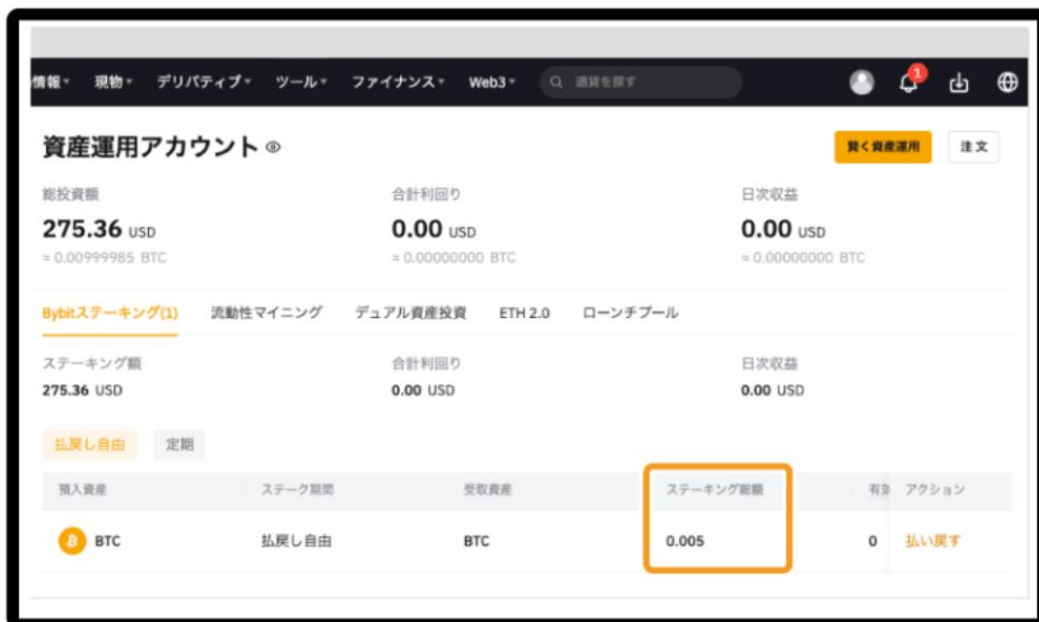 情報 現物 デリバティブ ツール ファイナンス Web3 通貨を探す 1
資産運用アカウント 賢く資産運用 注文
総投資額 合計利回り 日次収益
275.36 USD 0.00 USD 0.00 USD
≈ 0.00999985 BTC ≈ 0.00000000 BTC ≈ 0.00000000 BTC
Bybitステーキング(1) 流動性マイニング デュアル資産投資 ETH 2.0 ローンチプール
ステーキング額 合計利回り 日次収益
275.36 USD 0.00 USD 0.00 USD
払戻し自由 定期
預入資産 ステーク期間 受取資産 ステーキング総額 有効 アクション
BTC 払戻し自由 BTC 0.005 0 払い戻す